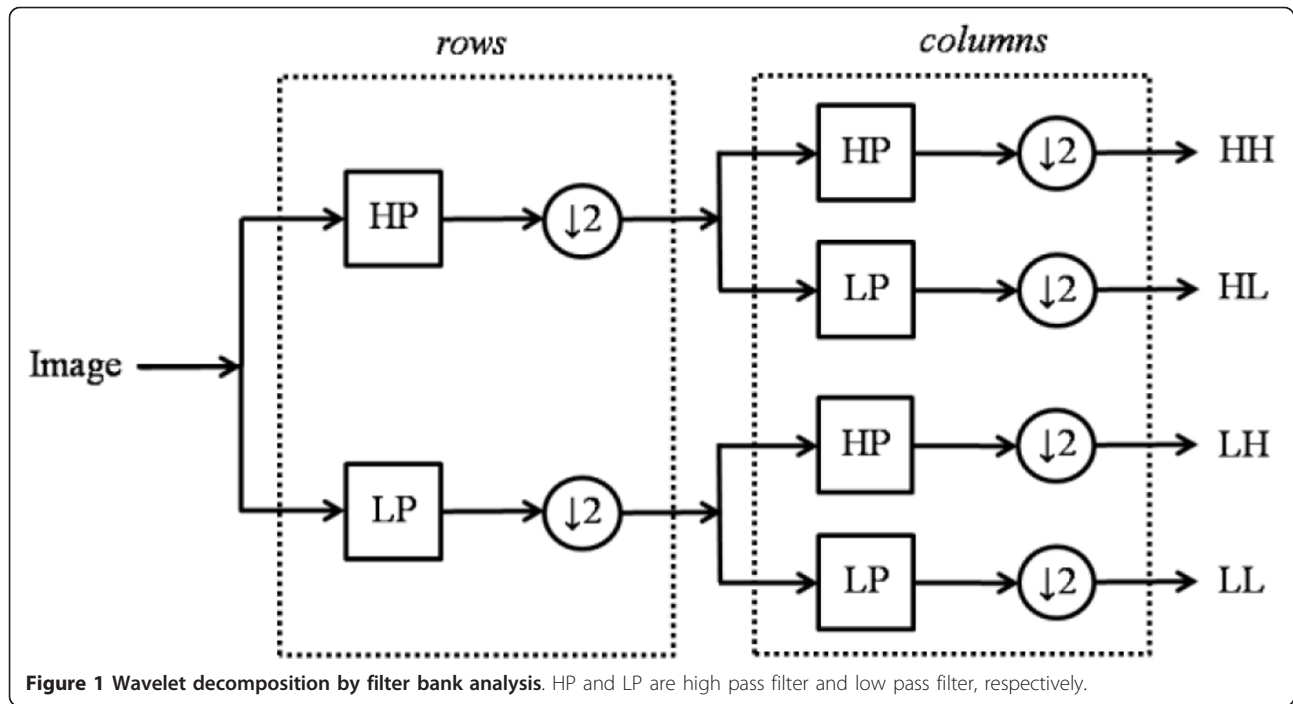 rows
columns
HP
↓2
HH
HP
↓2
LP
↓2
HL
Image
HP
↓2
LH
LP
↓2
LP
↓2
LL
Figure 1 Wavelet decomposition by filter bank analysis. HP and LP are high pass filter and low pass filter, respectively.